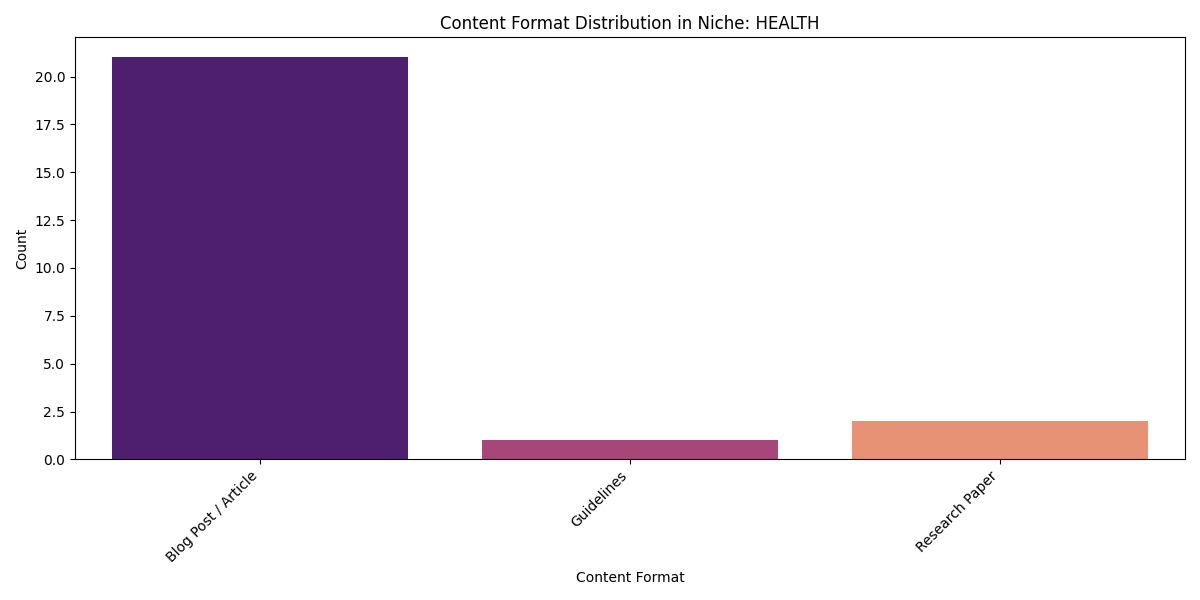 Content Format Distribution in Niche: HEALTH
20.0
17.5
15.0
12.5
10.0
7.5
5.0
2.5
0.0
Count
Blog Post / Article
Guidelines
Research Paper
Content Format